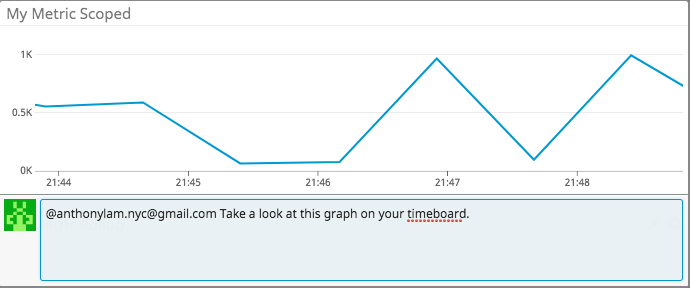 My Metric Scoped
1K
0.5K
0K
21:44 21:45 21:46 21:47 21:48
@anthonylam.nyc@gmail.com Take a look at this graph on your timeboard.